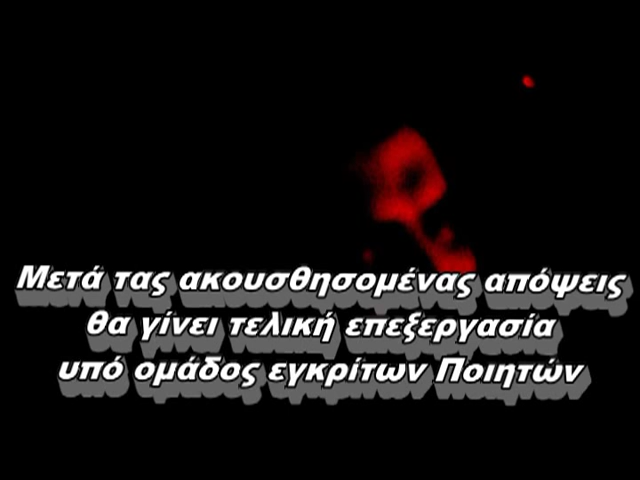 Μετά τας ακουσθησομένας απόψεις
θα γίνει τελική επεξεργασία
υπό ομάδος εγκρίτων Ποιητών